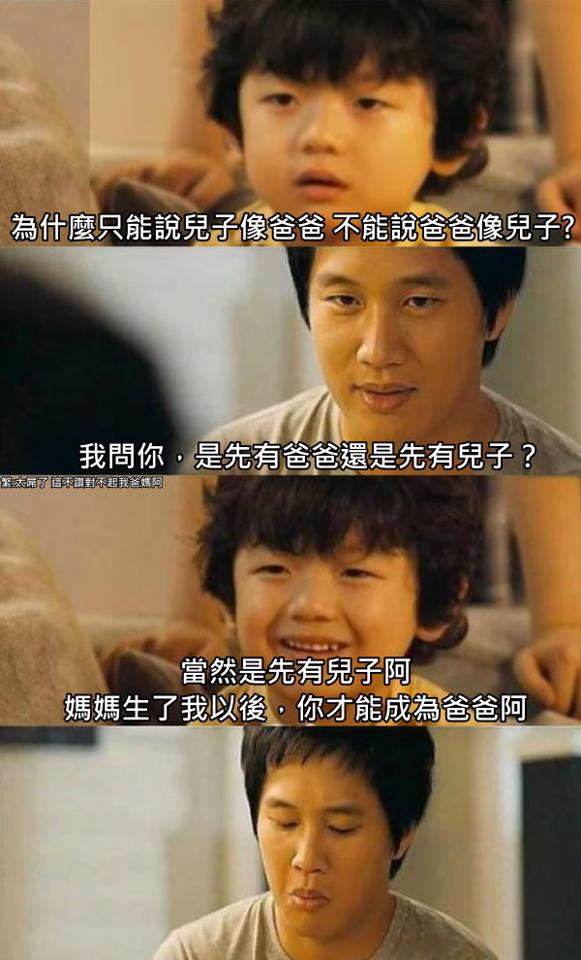 為什麼只能說兒子像爸爸 不能說爸爸像兒子?
我問你，是先有爸爸還是先有兒子？
繁:太屌了 這不讚對不起我爸媽阿
當然是先有兒子阿
媽媽生了我以後，你才能成為爸爸阿